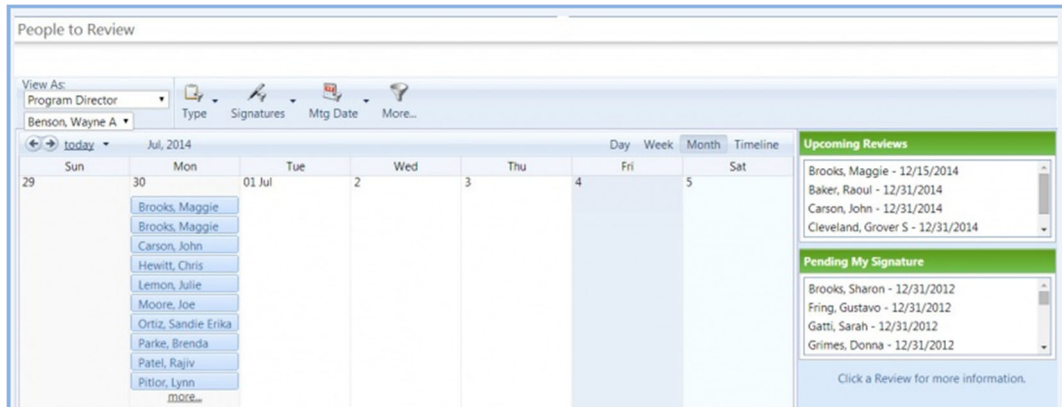 People to Review
View As:
Program Director
Benson, Wayne A
Type
Signatures
Mtg Date
More...
today Jul, 2014 Day Week Month Timeline
Sun Mon Tue Wed Thu Fri Sat
29 30 01 Jul 2 3 4 5
Brooks, Maggie
Brooks, Maggie
Carson, John
Hewitt, Chris
Lemon, Julie
Moore, Joe
Ortiz, Sandie Erika
Parke, Brenda
Patel, Rajiv
Pitlor, Lynn
more...
Upcoming Reviews
Brooks, Maggie - 12/15/2014
Baker, Raoul - 12/31/2014
Carson, John - 12/31/2014
Cleveland, Grover S - 12/31/2014
Pending My Signature
Brooks, Sharon - 12/31/2012
Fring, Gustavo - 12/31/2012
Gatti, Sarah - 12/31/2012
Grimes, Donna - 12/31/2012
Click a Review for more information.